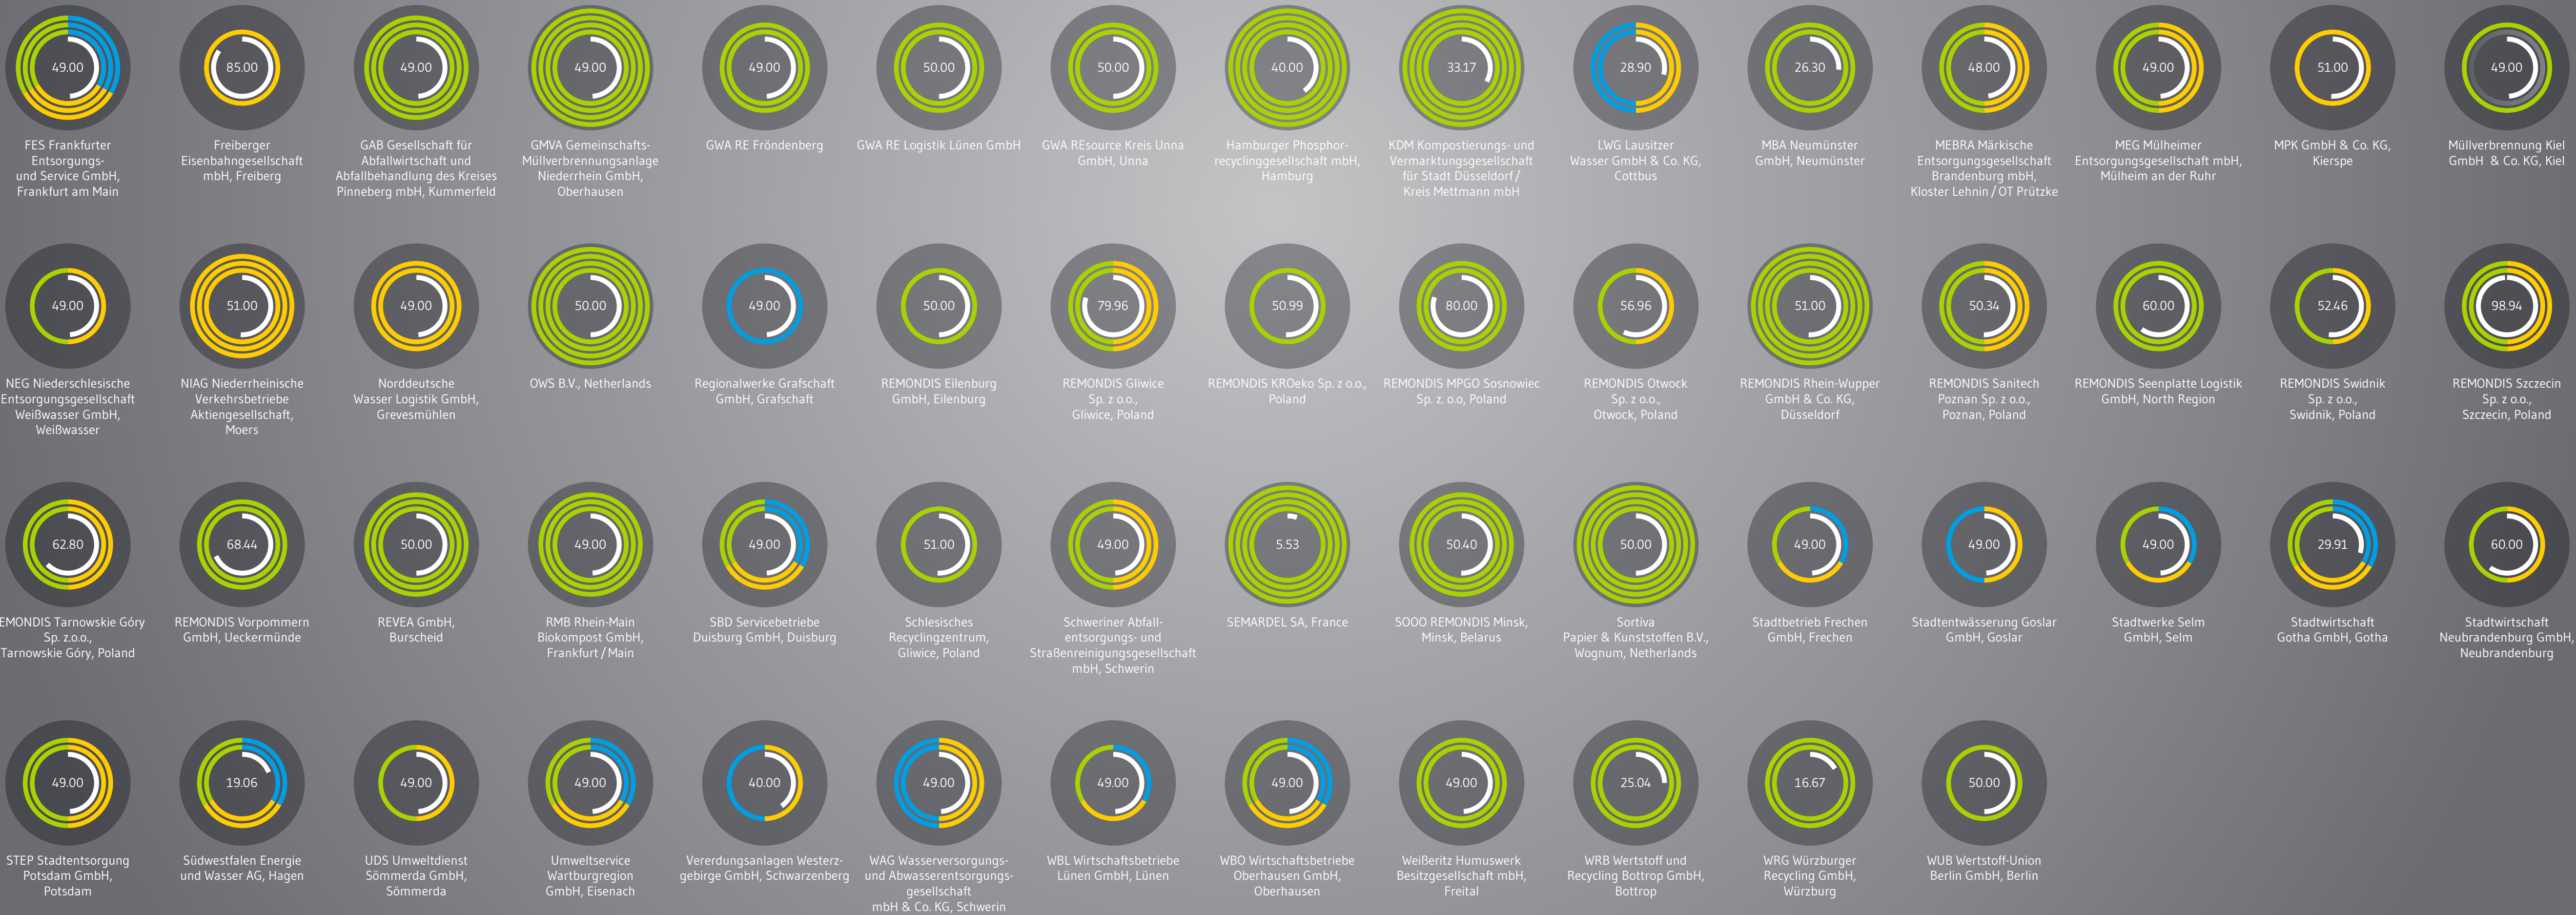 49.00
FES Frankfurter
Entsorgungs-
und Service GmbH,
Frankfurt am Main
85.00
Freiberger
Eisenbahngesellschaft
mbH, Freiberg
49.00
GAB Gesellschaft für
Abfallwirtschaft und
Abfallbehandlung des Kreises
Pinneberg mbH, Kummerfeld
49.00
GMVA Gemeinschafts-
Müllverbrennungsanlage
Niederrhein GmbH,
Oberhausen
49.00
GWA RE Fröndenberg
50.00
GWA RE Logistik Lünen GmbH
50.00
GWA REsource Kreis Unna
GmbH, Unna
40.00
Hamburger Phosphor-
recyclinggesellschaft mbH,
Hamburg
33.17
KDM Kompostierungs- und
Vermarktungsgesellschaft
für Stadt Düsseldorf /
Kreis Mettmann mbH
28.90
LWG Lausitzer
Wasser GmbH & Co. KG,
Cottbus
26.30
MBA Neumünster
GmbH, Neumünster
48.00
MEBRA Märkische
Entsorgungsgesellschaft
Brandenburg mbH,
Kloster Lehnin / OT Prützke
49.00
MEG Mülheimer
Entsorgungsgesellschaft mbH,
Mülheim an der Ruhr
51.00
MPK GmbH & Co. KG,
Kierspe
49.00
Müllverbrennung Kiel
GmbH & Co. KG, Kiel
49.00
NEG Niederschlesische
Entsorgungsgesellschaft
Weißwasser GmbH,
Weißwasser
51.00
NIAG Niederrheinische
Verkehrsbetriebe
Aktiengesellschaft,
Moers
49.00
Norddeutsche
Wasser Logistik GmbH,
Grevesmühlen
50.00
OWS B.V., Netherlands
49.00
Regionalwerke Grafschaft
GmbH, Grafschaft
50.00
REMONDIS Eilenburg
GmbH, Eilenburg
79.96
REMONDIS Gliwice
Sp. z o.o.,
Gliwice, Poland
50.99
REMONDIS KROeko Sp. z o.o.,
Poland
80.00
REMONDIS MPGO Sosnowiec
Sp. z. o.o, Poland
56.96
REMONDIS Otwock
Sp. z o.o.,
Otwock, Poland
51.00
REMONDIS Rhein-Wupper
GmbH & Co. KG,
Düsseldorf
50.34
REMONDIS Sanitech
Poznan Sp. z o.o.,
Poznan, Poland
60.00
REMONDIS Seenplatte Logistik
GmbH, North Region
52.46
REMONDIS Swidnik
Sp. z o.o.,
Swidnik, Poland
98.94
REMONDIS Szczecin
Sp. z o.o.,
Szczecin, Poland
62.80
EMONDIS Tarnowskie Góry
Sp. z.o.o.,
Tarnowskie Góry, Poland
68.44
REMONDIS Vorpommern
GmbH, Ueckermünde
50.00
REVEA GmbH,
Burscheid
49.00
RMB Rhein-Main
Biokompost GmbH,
Frankfurt / Main
49.00
SBD Servicebetriebe
Duisburg GmbH, Duisburg
51.00
Schlesisches
Recyclingzentrum,
Gliwice, Poland
49.00
Schweriner Abfall-
entsorgungs- und
Straßenreinigungsgesellschaft
mbH, Schwerin
5.53
SEMARDEL SA, France
50.40
SOOO REMONDIS Minsk,
Minsk, Belarus
50.00
Sortiva
Papier & Kunststoffen B.V.,
Wognum, Netherlands
49.00
Stadtbetrieb Frechen
GmbH, Frechen
49.00
Stadtentwässerung Goslar
GmbH, Goslar
49.00
Stadtwerke Selm
GmbH, Selm
29.91
Stadtwirtschaft
Gotha GmbH, Gotha
60.00
Stadtwirtschaft
Neubrandenburg GmbH,
Neubrandenburg
49.00
STEP Stadtentsorgung
Potsdam GmbH,
Potsdam
19.06
Südwestfalen Energie
und Wasser AG, Hagen
49.00
UDS Umweltdienst
Sömmerda GmbH,
Sömmerda
49.00
Umweltservice
Wartburgregion
GmbH, Eisenach
40.00
Vererdungsanlagen Westerz-
gebirge GmbH, Schwarzenberg
49.00
WAG Wasserversorgungs-
und Abwasserentsorgungs-
gesellschaft
mbH & Co. KG, Schwerin
49.00
WBL Wirtschaftsbetriebe
Lünen GmbH, Lünen
49.00
WBO Wirtschaftsbetriebe
Oberhausen GmbH,
Oberhausen
49.00
Weißeritz Humuswerk
Besitzgesellschaft mbH,
Freital
25.04
WRB Wertstoff und
Recycling Bottrop GmbH,
Bottrop
16.67
WRG Würzburger
Recycling GmbH,
Würzburg
50.00
WUB Wertstoff-Union
Berlin GmbH, Berlin